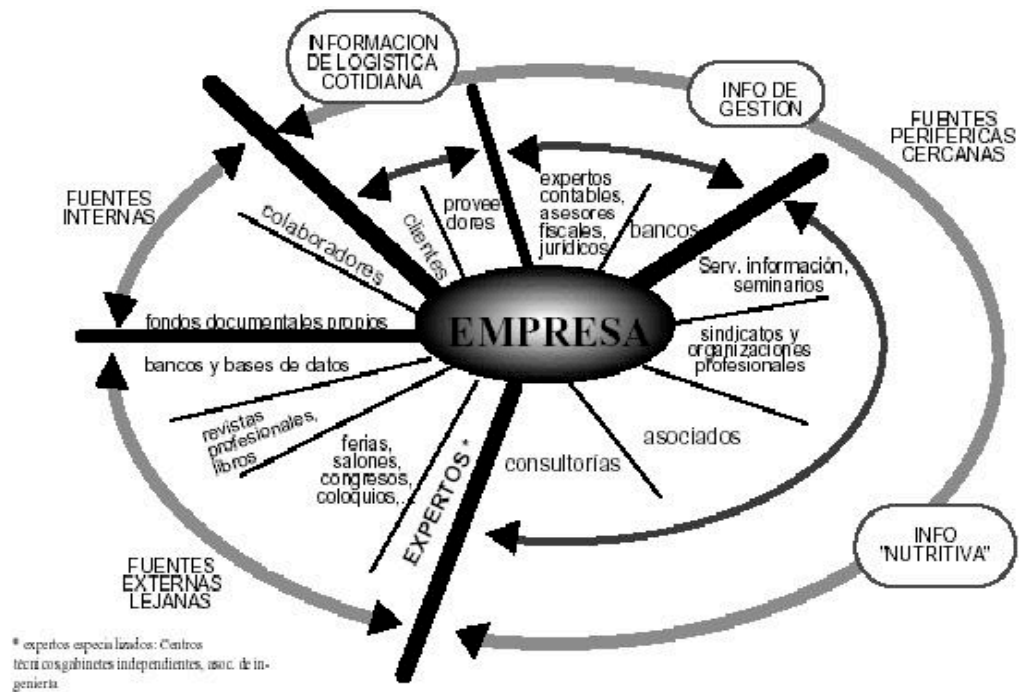 INFORMACION
DE LOGISTICA
COTIDIANA
INFO DE
GESTION
FUENTES
PERIFERICAS
CERCANAS
FUENTES
INTERNAS
colaboradores
clientes
provee
dores
expertos
contables,
asesores
fiscales,
jurídicos
bancos
Serv. información,
seminarios
fondos documentales propios
EMPRESA
sindicatos y
organizaciones
profesionales
bancos y bases de datos
revistas
profesionales,
libros
ferias,
salones,
congresos,
coloquios,...
EXPERTOS *
consultorías
asociados
INFO
"NUTRITIVA"
FUENTES
EXTERNAS
LEJANAS
* expertos especializados: Centros
técnicos,gabinetes independientes, asoc. de in-
genierta